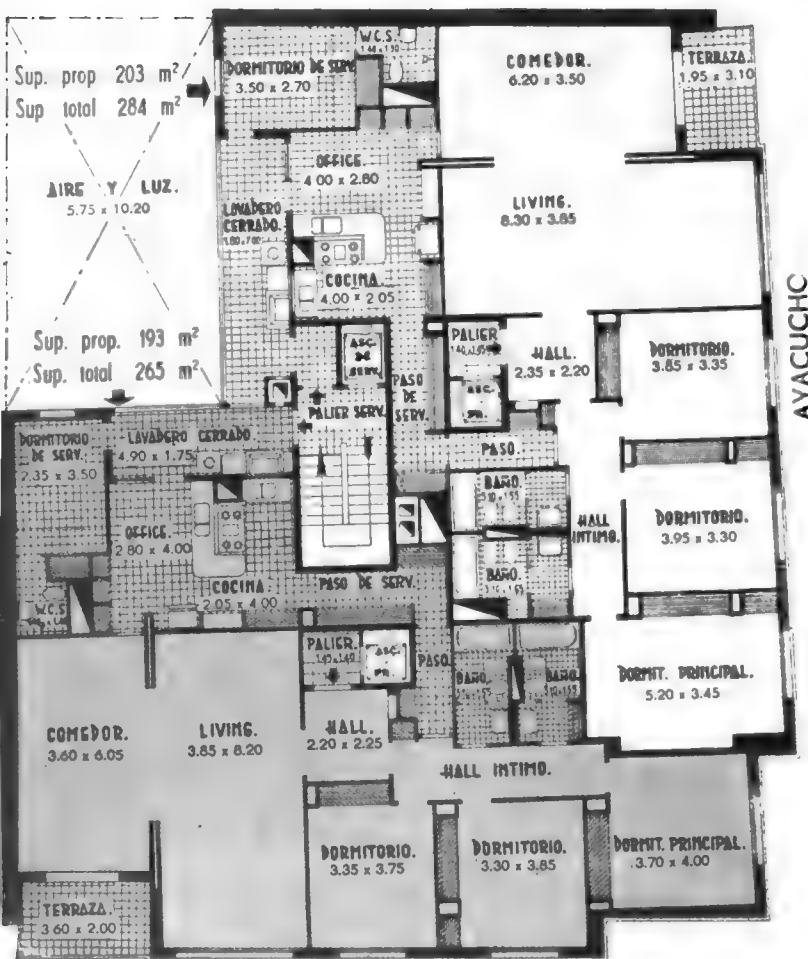 W.C.S.
DORMITORIO DE SERV.
3.50 x 2.70
COMEDOR.
6.20 x 3.50
TERRAZA.
1.95 x 3.10
Sup. prop 203 m²
Sup total 284 m²
AIRE Y LUZ.
5.75 x 10.20
OFFICE.
4.00 x 2.80
LAVADERO
CERRADO.
LIVING.
8.30 x 3.85
COCINA.
4.00 x 2.05
AYACUCHO
Sup. prop. 193 m²
Sup. total 265 m²
ASC.
DE
SERV.
PALIER
HALL.
2.35 x 2.20
DORMITORIO.
3.85 x 3.35
PASO
DE
SERV.
ASC.
PR.
PALIER SERV.
DORMITORIO
DE SERV.
2.35 x 3.50
LAVADERO CERRADO
4.90 x 1.75
PASO.
BAÑO.
OFFICE.
2.80 x 4.00
HALL
INTIMO.
DORMITORIO.
3.95 x 3.30
COCINA.
2.05 x 4.00
PASO DE SERV.
BAÑO.
W.C.S
PALIER.
ASC.
PR.
PASO
BAÑO.
BAÑO.
DORMIT. PRINCIPAL.
5.20 x 3.45
COMEDOR.
3.60 x 6.05
LIVING.
3.85 x 8.20
HALL.
2.20 x 2.25
HALL INTIMO.
DORMITORIO.
3.35 x 3.75
DORMITORIO.
3.30 x 3.85
DORMIT. PRINCIPAL.
3.70 x 4.00
TERRAZA.
3.60 x 2.00